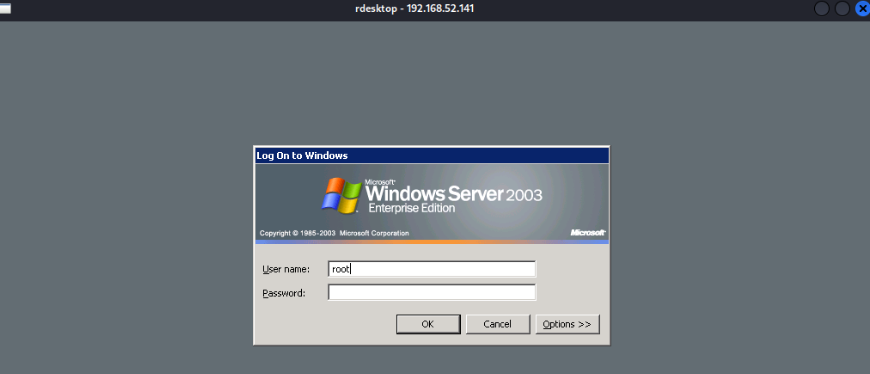 rdesktop - 192.168.52.141
Log On to Windows
Microsoft
Windows Server 2003
Enterprise Edition
Copyright © 1985-2003 Microsoft Corporation
Microsoft
User name: root
Password:
OK Cancel Options >>